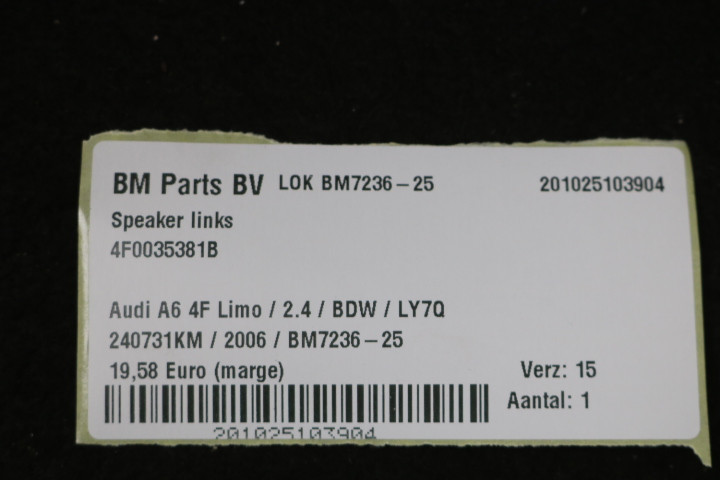 BM Parts BV LOK BM7236-25 201025103904
Speaker links
4F0035381B
Audi A6 4F Limo / 2.4 / BDW / LY7Q
240731KM / 2006 / BM7236-25
19,58 Euro (marge) Verz: 15
Aantal: 1
201025103904